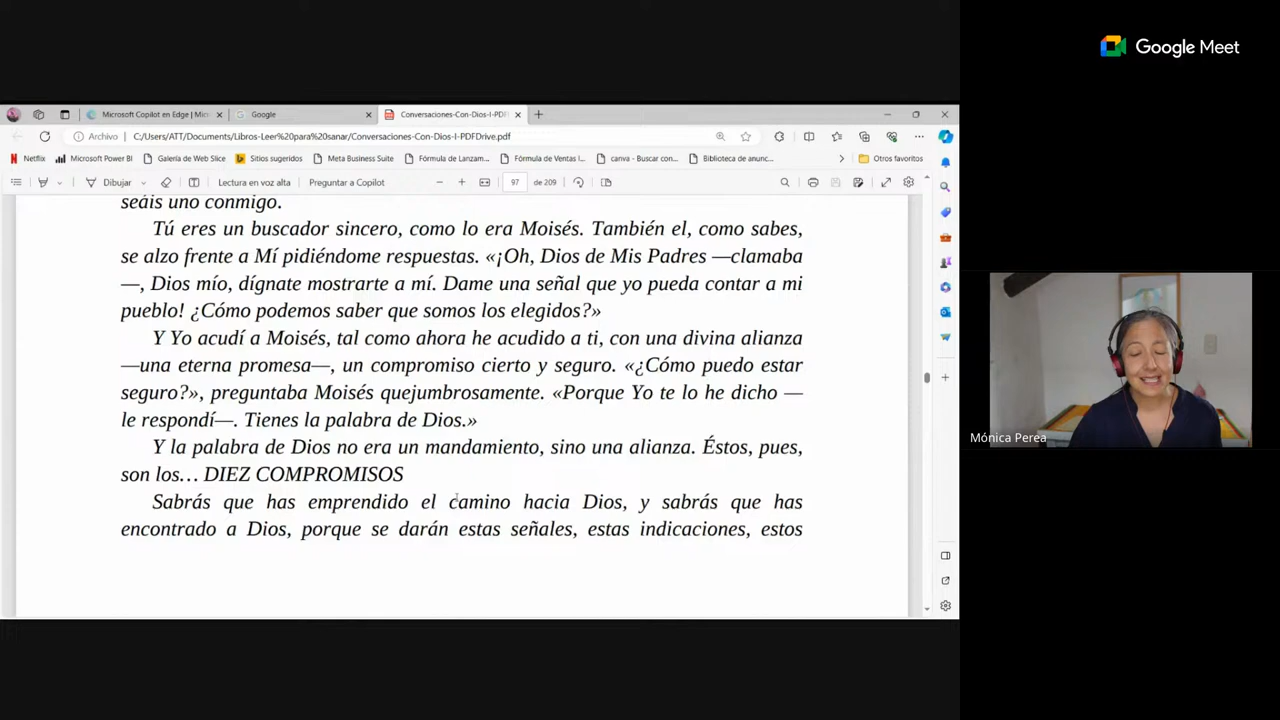 Google Meet
Microsoft Copilot en Edge | Mic
Google
Conversaciones-Con-Dios-I-PDF
Archivo
C:/Users/ATT/Documents/Libros-Leer%20para%20sanar/Conversaciones-Con-Dios-I-PDFDrive.pdf
Netflix
Microsoft Power BI
Galería de Web Slice
Sitios sugeridos
Meta Business Suite
Fórmula de Lanzam...
Fórmula de Ventas I...
canva - Buscar con...
Biblioteca de anunc...
Otros favoritos
Dibujar
Lectura en voz alta
Preguntar a Copilot
97
de 209
seáis uno conmigo.
Tú eres un buscador sincero, como lo era Moisés. También el, como sabes,
se alzo frente a Mí pidiéndome respuestas. «¡Oh, Dios de Mis Padres —clamaba
—, Dios mío, dígnate mostrarte a mí. Dame una señal que yo pueda contar a mi
pueblo! ¿Cómo podemos saber que somos los elegidos?»
Y Yo acudí a Moisés, tal como ahora he acudido a ti, con una divina alianza
—una eterna promesa—, un compromiso cierto y seguro. «¿Cómo puedo estar
seguro?», preguntaba Moisés quejumbrosamente. «Porque Yo te lo he dicho —
le respondí—. Tienes la palabra de Dios.»
Y la palabra de Dios no era un mandamiento, sino una alianza. Éstos, pues,
son los… DIEZ COMPROMISOS
Sabrás que has emprendido el camino hacia Dios, y sabrás que has
encontrado a Dios, porque se darán estas señales, estas indicaciones, estos
Mónica Perea